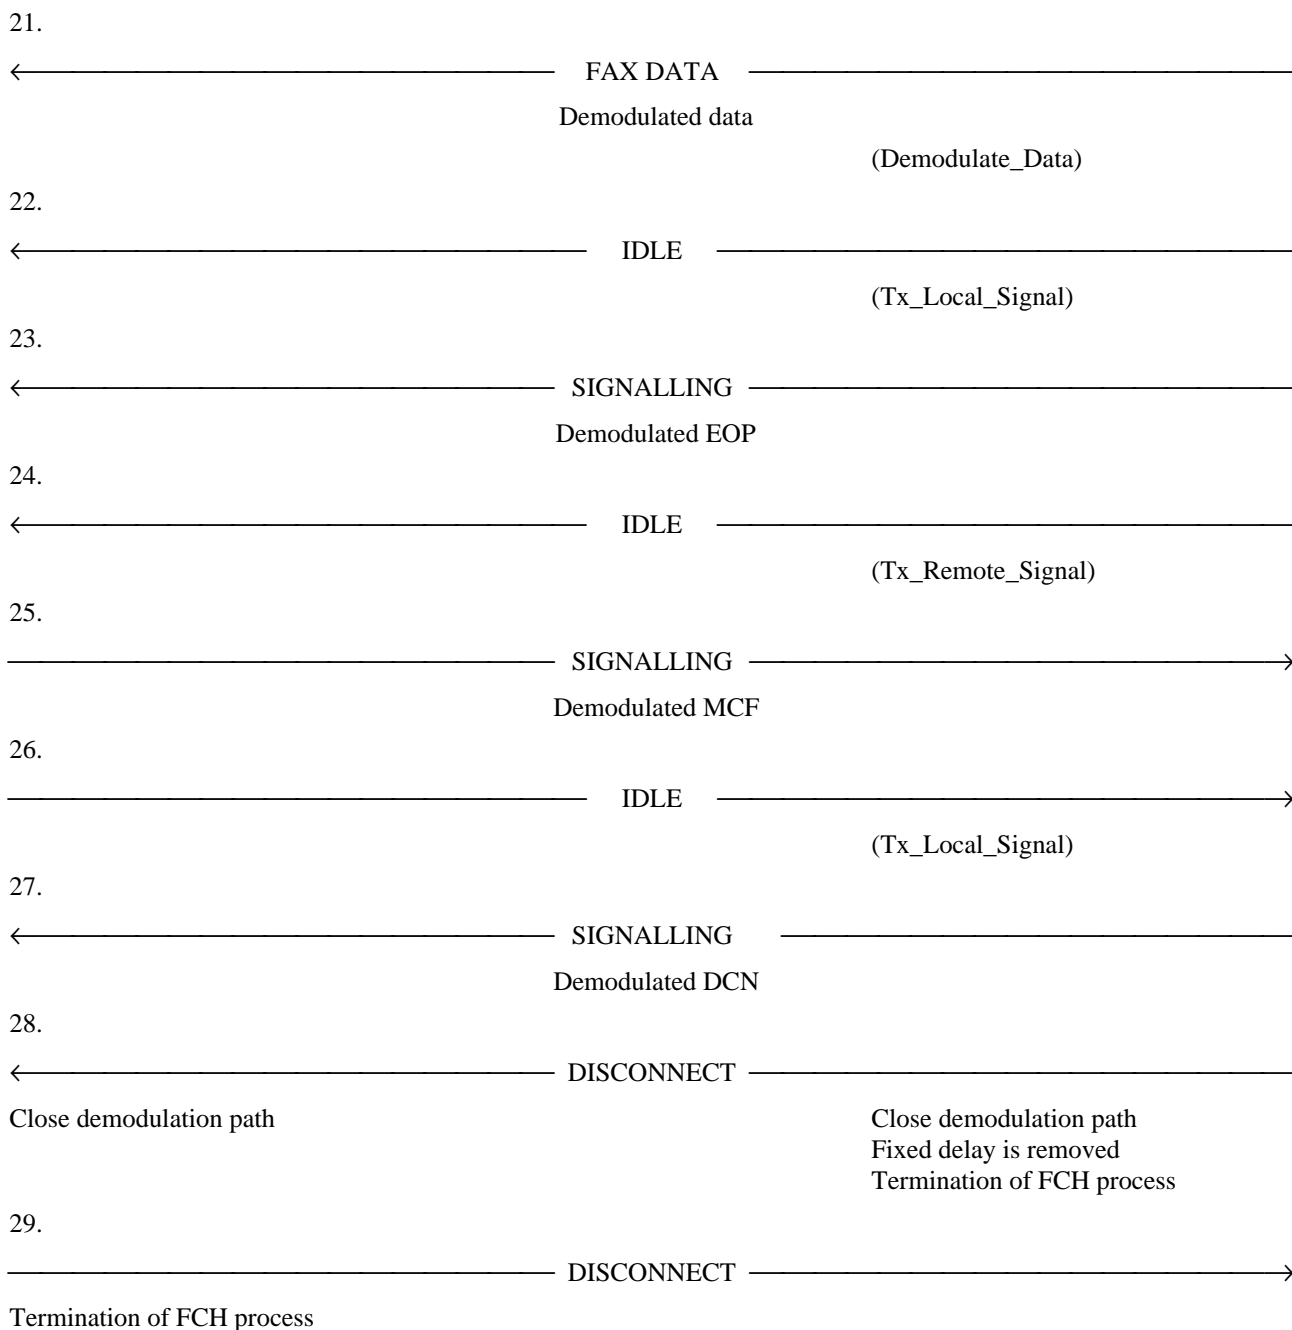 21.
FAX DATA
Demodulated data
(Demodulate_Data)
22.
IDLE
(Tx_Local_Signal)
23.
SIGNALLING
Demodulated EOP
24.
IDLE
(Tx_Remote_Signal)
25.
SIGNALLING
Demodulated MCF
26.
IDLE
(Tx_Local_Signal)
27.
SIGNALLING
Demodulated DCN
28.
DISCONNECT
Close demodulation path
Close demodulation path
Fixed delay is removed
Termination of FCH process
29.
DISCONNECT
Termination of FCH process